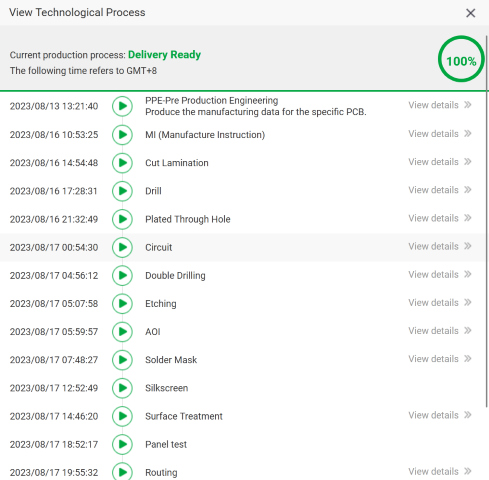 View Technological Process
Current production process: Delivery Ready
The following time refers to GMT+8
100%
2023/08/13 13:21:40 PPE-Pre Production Engineering View details
Produce the manufacturing data for the specific PCB.
2023/08/16 10:53:25 MI (Manufacture Instruction) View details
2023/08/16 14:54:48 Cut Lamination View details
2023/08/16 17:28:31 Drill View details
2023/08/16 21:32:49 Plated Through Hole View details
2023/08/17 00:54:30 Circuit View details
2023/08/17 04:56:12 Double Drilling View details
2023/08/17 05:07:58 Etching View details
2023/08/17 05:59:57 AOI View details
2023/08/17 07:48:27 Solder Mask View details
2023/08/17 12:52:49 Silkscreen
2023/08/17 14:46:20 Surface Treatment View details
2023/08/17 18:52:17 Panel test
2023/08/17 19:55:32 Routing View details